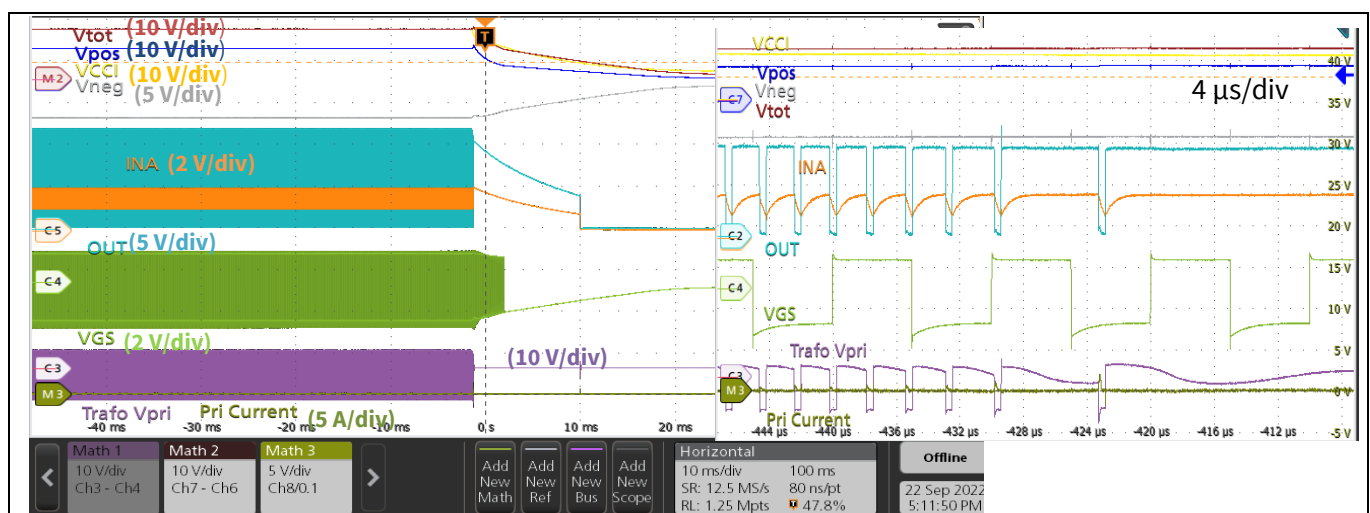 Vtot (10 V/div)
Vpos (10 V/div)
VCCI (10 V/div)
Vneg (5 V/div)
M 2
T
INA (2 V/div)
C5
OUT (5 V/div)
C4
VGS (2 V/div)
(10 V/div)
C3
M 3
Trafo Vpri Pri Current (5 A/div)
-40 ms -30 ms -20 ms -10 ms 0 s 10 ms 20 ms
VCCI
Vpos
Vneg
Vtot
C7
4 µs/div
40 V
35 V
30 V
INA
25 V
20 V
C2
OUT
15 V
C4
10 V
VGS
5 V
Trafo Vpri
C3
M 3
0 V
Pri Current
-5 V
-444 µs -440 µs -436 µs -432 µs -428 µs -424 µs -420 µs -416 µs -412 µs
Math 1
10 V/div
Ch3 - Ch4
Math 2
10 V/div
Ch7 - Ch6
Math 3
5 V/div
Ch8/0.1
Add New Math
Add New Ref
Add New Bus
Add New Scope
Horizontal
10 ms/div 100 ms
SR: 12.5 MS/s 80 ns/pt
RL: 1.25 Mpts T 47.8%
Offline
22 Sep 2022
5:11:50 PM